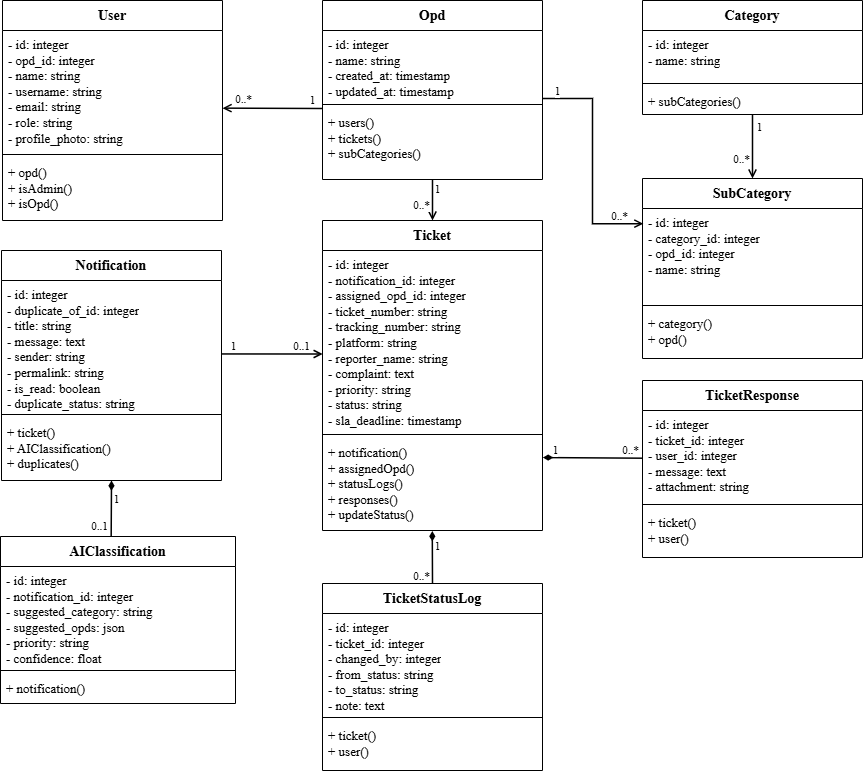 User
- id: integer
- opd_id: integer
- name: string
- username: string
- email: string
- role: string
- profile_photo: string
+ opd()
+ isAdmin()
+ isOpd()
Opd
- id: integer
- name: string
- created_at: timestamp
- updated_at: timestamp
+ users()
+ tickets()
+ subCategories()
Category
- id: integer
- name: string
+ subCategories()
0..*
1
1
1
0..*
1
0..*
0..*
SubCategory
- id: integer
- category_id: integer
- opd_id: integer
- name: string
+ category()
+ opd()
Notification
- id: integer
- duplicate_of_id: integer
- title: string
- message: text
- sender: string
- permalink: string
- is_read: boolean
- duplicate_status: string
+ ticket()
+ AIClassification()
+ duplicates()
1
0..1
Ticket
- id: integer
- notification_id: integer
- assigned_opd_id: integer
- ticket_number: string
- tracking_number: string
- platform: string
- reporter_name: string
- complaint: text
- priority: string
- status: string
- sla_deadline: timestamp
+ notification()
+ assignedOpd()
+ statusLogs()
+ responses()
+ updateStatus()
1
0..*
TicketResponse
- id: integer
- ticket_id: integer
- user_id: integer
- message: text
- attachment: string
+ ticket()
+ user()
1
0..1
AIClassification
- id: integer
- notification_id: integer
- suggested_category: string
- suggested_opds: json
- priority: string
- confidence: float
+ notification()
1
0..*
TicketStatusLog
- id: integer
- ticket_id: integer
- changed_by: integer
- from_status: string
- to_status: string
- note: text
+ ticket()
+ user()